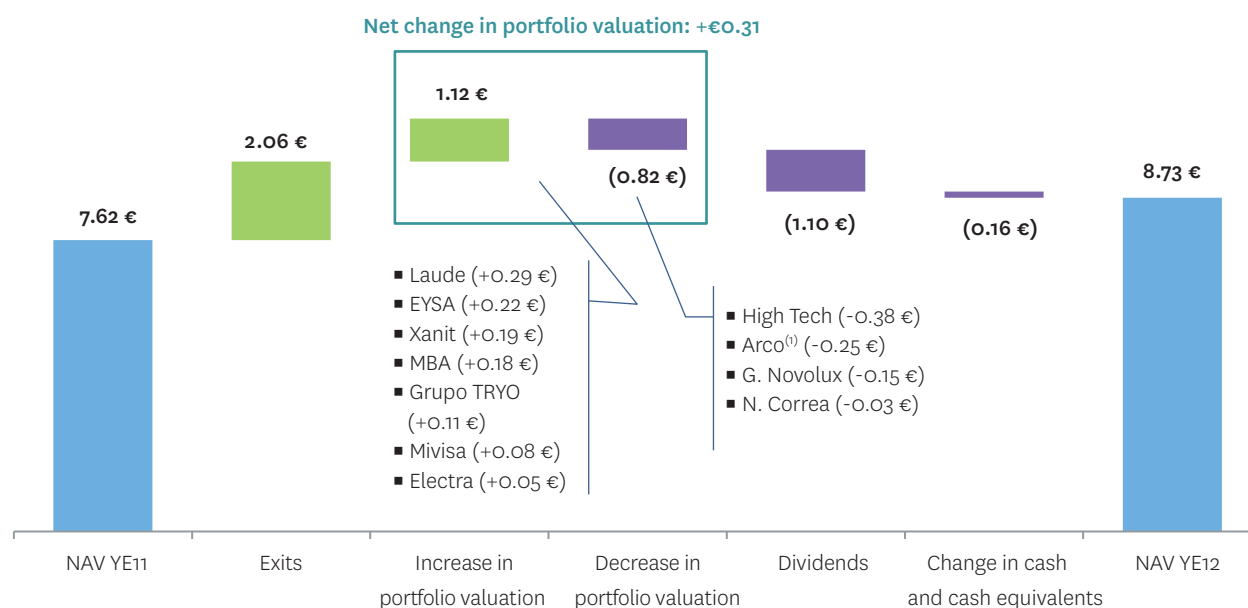 Net change in portfolio valuation: +€0.31
1.12 €
2.06 €
(0.82 €)
8.73 €
7.62 €
(1.10 €)
(0.16 €)
■ Laude (+0.29 €)
■ EYSA (+0.22 €)
■ Xanit (+0.19 €)
■ MBA (+0.18 €)
■ Grupo TRYO
(+0.11 €)
■ Mivisa (+0.08 €)
■ Electra (+0.05 €)
■ High Tech (-0.38 €)
■ Arco(1) (-0.25 €)
■ G. Novolux (-0.15 €)
■ N. Correa (-0.03 €)
NAV YE11
Exits
Increase in
portfolio valuation
Decrease in
portfolio valuation
Dividends
Change in cash
and cash equivalents
NAV YE12